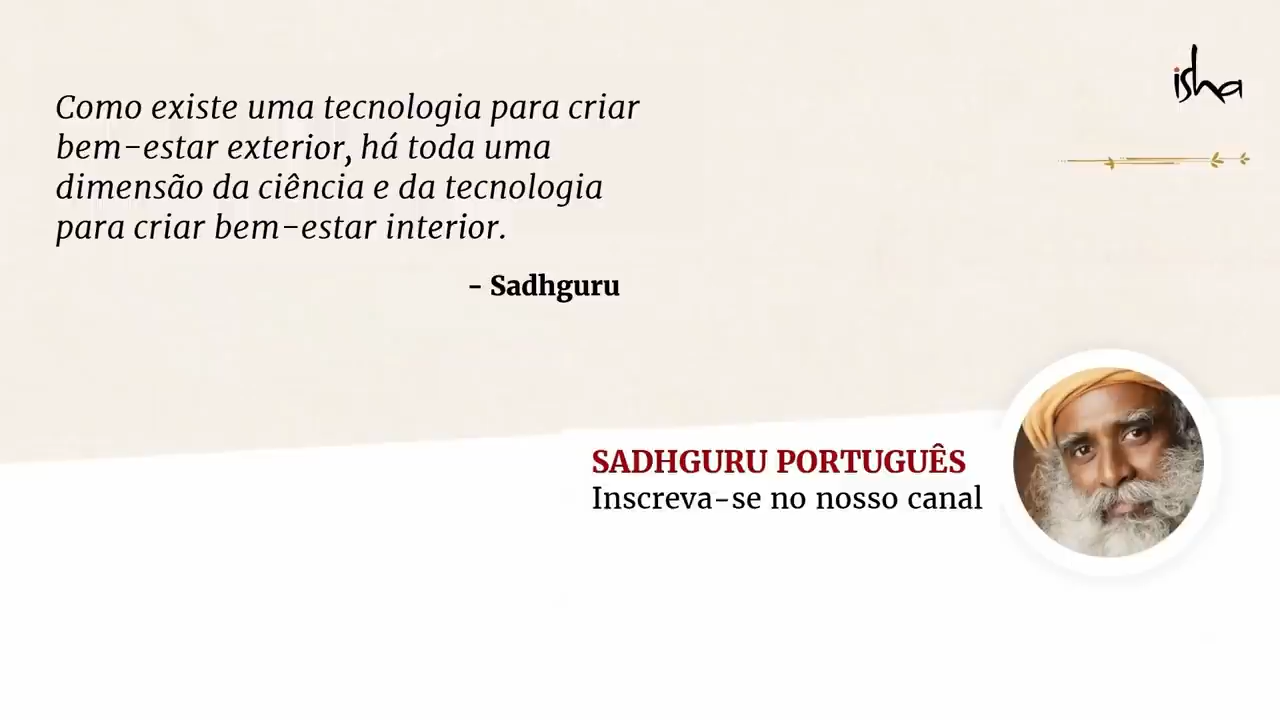 isha
Como existe uma tecnologia para criar
bem-estar exterior, há toda uma
dimensão da ciência e da tecnologia
para criar bem-estar interior.
- Sadhguru
SADHGURU PORTUGUÊS
Inscreva-se no nosso canal